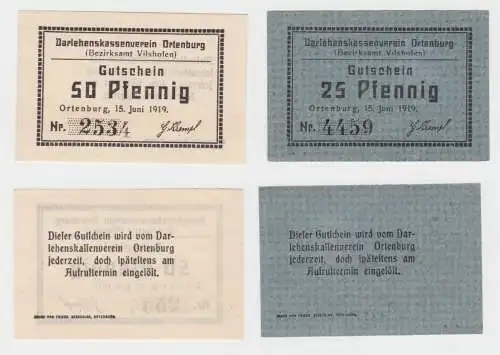 Darlehenskassenverein Ortenburg
(Bezirksamt Vilshofen)
Gutschein
50 Pfennig
Ortenburg, 15. Juni 1919.
Nr. 2534
Darlehenskassenverein Ortenburg
(Bezirksamt Vilshofen)
Gutschein
25 Pfennig
Ortenburg, 15. Juni 1919.
Nr. 4459
Dieſer Gutſchein wird vom Dar-
lehenskaſſenverein Ortenburg
jederzeit, doch ſpäteſtens am
Aufruftermin eingelöſt.
Dieſer Gutſchein wird vom Dar-
lehenskaſſenverein Ortenburg
jederzeit, doch ſpäteſtens am
Aufruftermin eingelöſt.